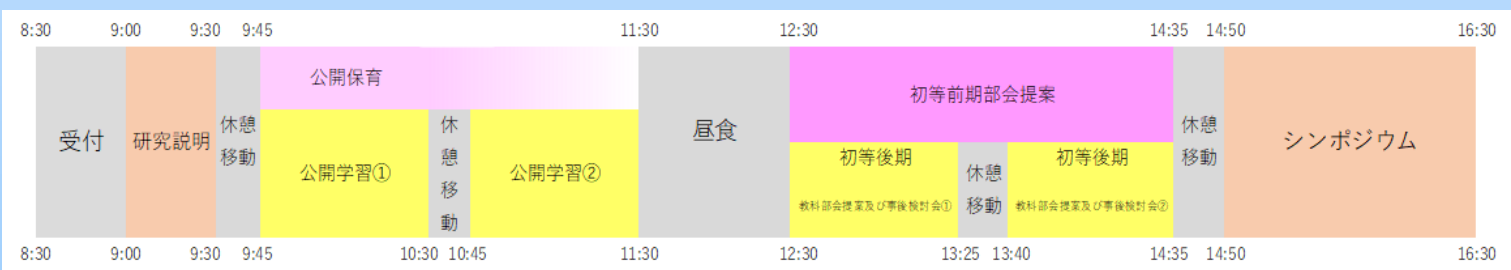 8:30 9:00 9:30 9:45 11:30 12:30 14:35 14:50 16:30
受付
研究説明
休憩
移動
公開保育
公開学習①
休
憩
移
動
公開学習②
昼食
初等前期部会提案
初等後期
教科部会提案及び事後検討会①
休憩
移動
初等後期
教科部会提案及び事後検討会②
休憩
移動
シンポジウム
8:30 9:00 9:30 9:45 10:30 10:45 11:30 12:30 13:25 13:40 14:35 14:50 16:30